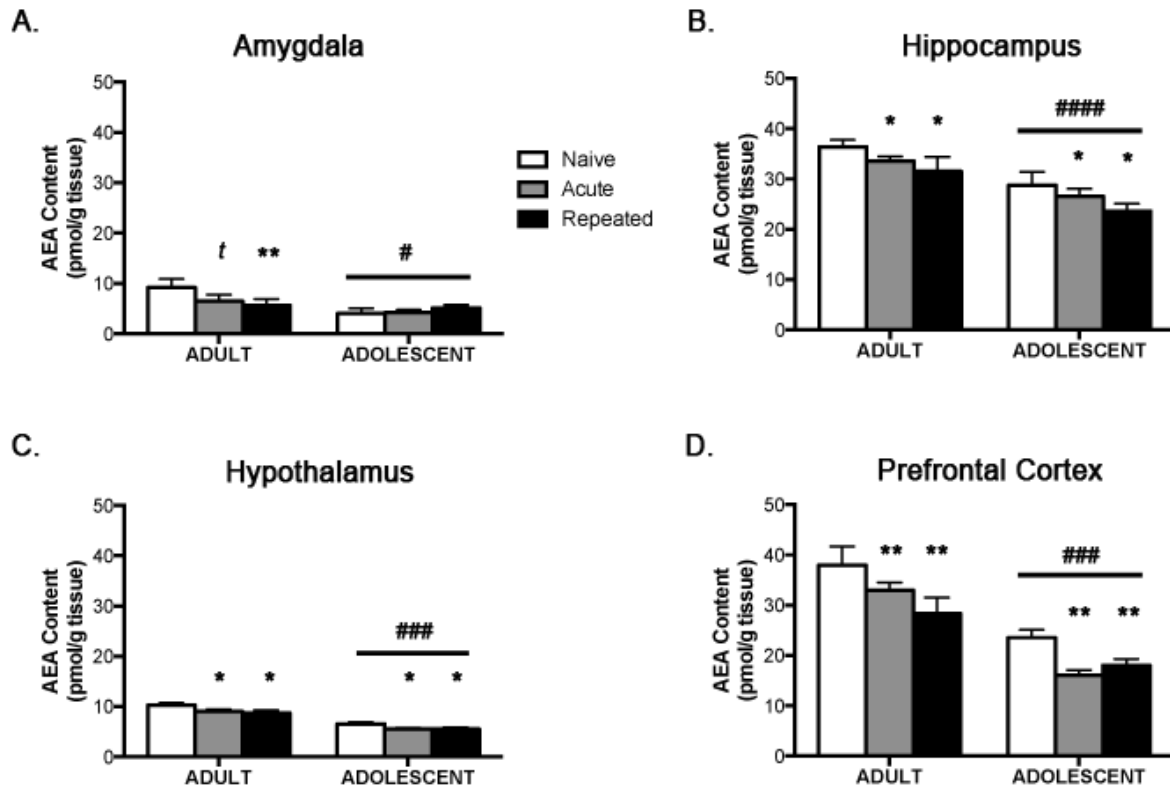 A.
Amygdala
AEA Content
(pmol/g tissue)
50
40
30
20
10
0
t
**
#
ADULT
ADOLESCENT
Naive
Acute
Repeated
B.
Hippocampus
AEA Content
(pmol/g tissue)
50
40
30
20
10
0
*
*
####
*
*
ADULT
ADOLESCENT
C.
Hypothalamus
AEA Content
(pmol/g tissue)
50
40
30
20
10
0
*
*
###
*
*
ADULT
ADOLESCENT
D.
Prefrontal Cortex
AEA Content
(pmol/g tissue)
50
40
30
20
10
0
**
**
###
**
**
ADULT
ADOLESCENT